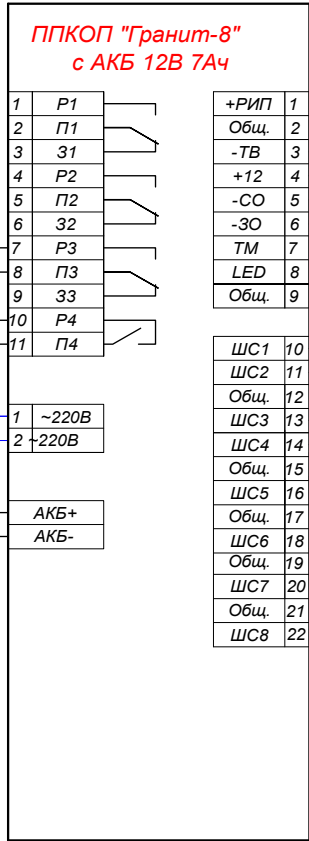 ППКОП "Гранит-8"
с АКБ 12В 7Ач
1 Р1
2 П1
3 З1
4 Р2
5 П2
6 З2
7 Р3
8 П3
9 З3
10 Р4
11 П4
1 ~220В
2 ~220В
АКБ+
АКБ-
+РИП 1
Общ. 2
-ТВ 3
+12 4
-СО 5
-ЗО 6
ТМ 7
LED 8
Общ. 9
ШС1 10
ШС2 11
Общ. 12
ШС3 13
ШС4 14
Общ. 15
ШС5 16
Общ. 17
ШС6 18
Общ. 19
ШС7 20
Общ. 21
ШС8 22